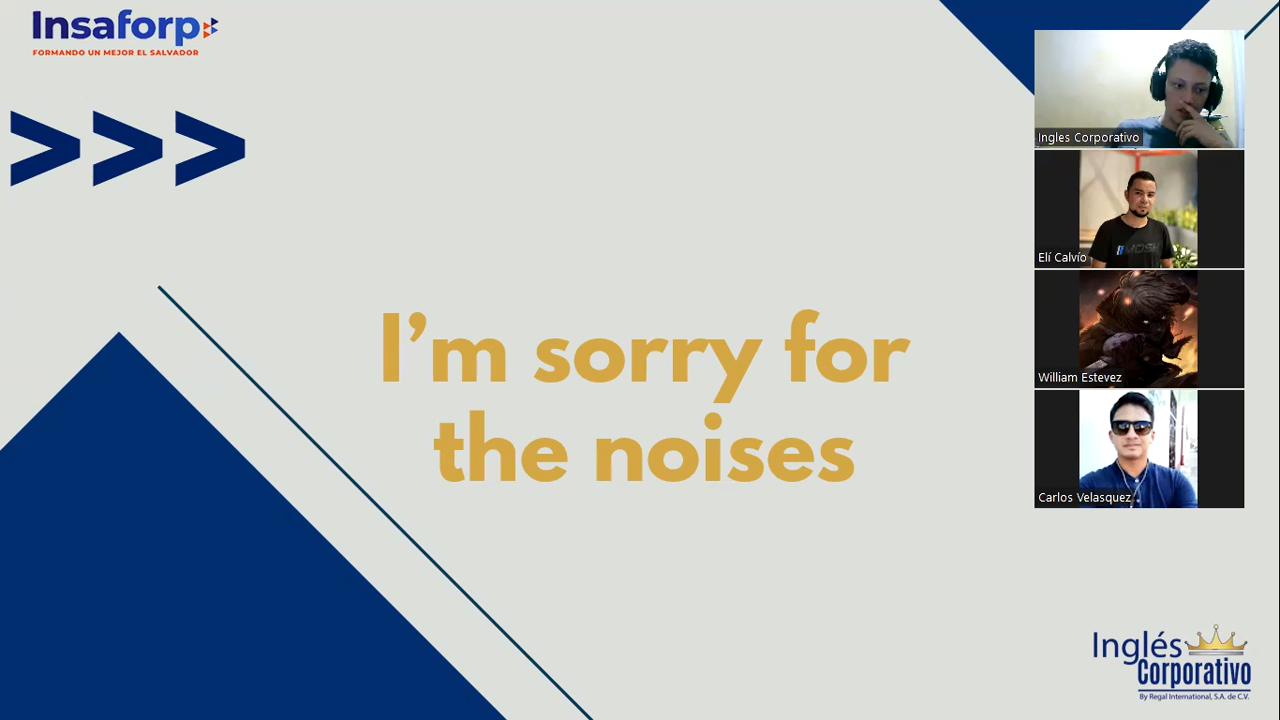 Insaforp
FORMANDO UN MEJOR EL SALVADOR
>>>
I'm sorry for
the noises
Ingles Corporativo
Elí Calvío
William Estevez
Carlos Velasquez
Inglés
Corporativo
By Regal International, S.A. de C.V.